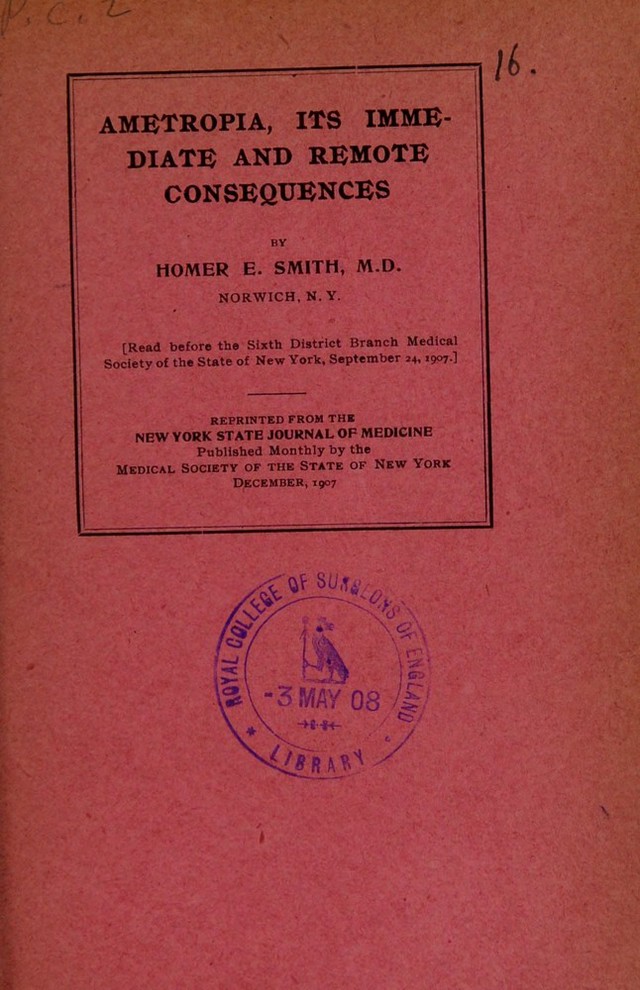 16.
AMETROPIA, ITS IMME-
DIATE AND REMOTE
CONSEQUENCES
BY
HOMER E. SMITH, M.D.
NORWICH, N. Y.
[Read before the Sixth District Branch Medical
Society of the State of New York, September 24, 1907.]
REPRINTED FROM THE
NEW YORK STATE JOURNAL OF MEDICINE
Published Monthly by the
MEDICAL SOCIETY OF THE STATE OF NEW YORK
DECEMBER, 1907
ROYAL COLLEGE OF SURGEONS OF ENGLAND
-3 MAY 08
* LIBRARY